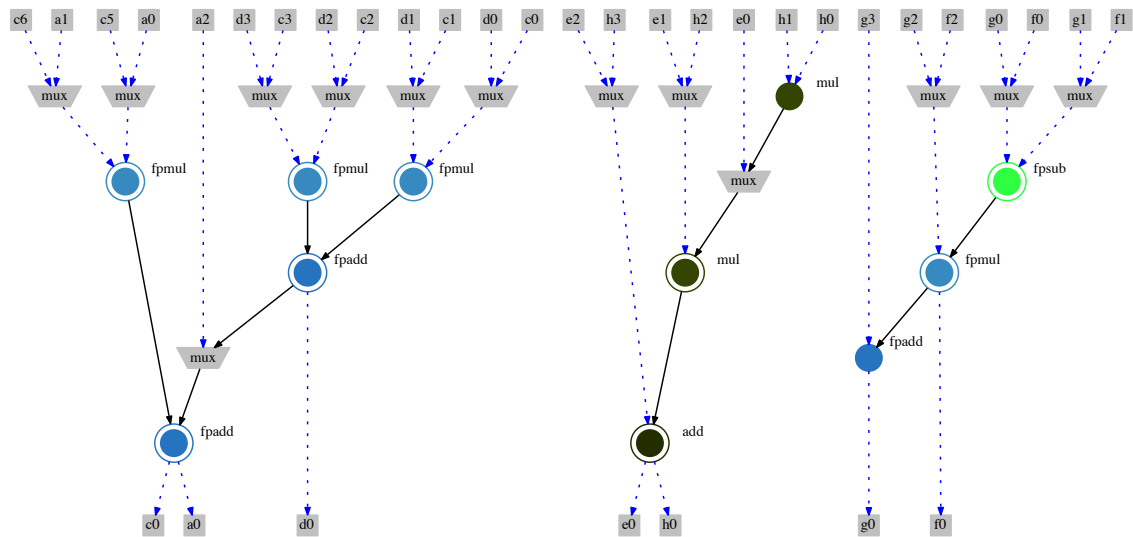 c6 a1 c5 a0 a2 d3 c3 d2 c2 d1 c1 d0 c0 e2 h3 e1 h2 e0 h1 h0 g3 g2 f2 g0 f0 g1 f1
mul
mux mux mux mux mux mux mux mux mux mux mux
fpmul fpmul fpmul fpsub
mux
fpadd mul fpmul
fpadd
mux
fpadd add
c0 a0 d0 e0 h0 g0 f0